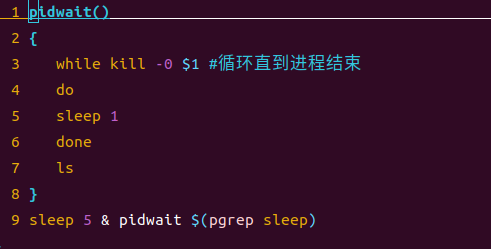 1 pidwait()
2 {
3    while kill -0 $1 #循环直到进程结束
4    do
5    sleep 1
6    done
7    ls
8 }
9 sleep 5 & pidwait $(pgrep sleep)